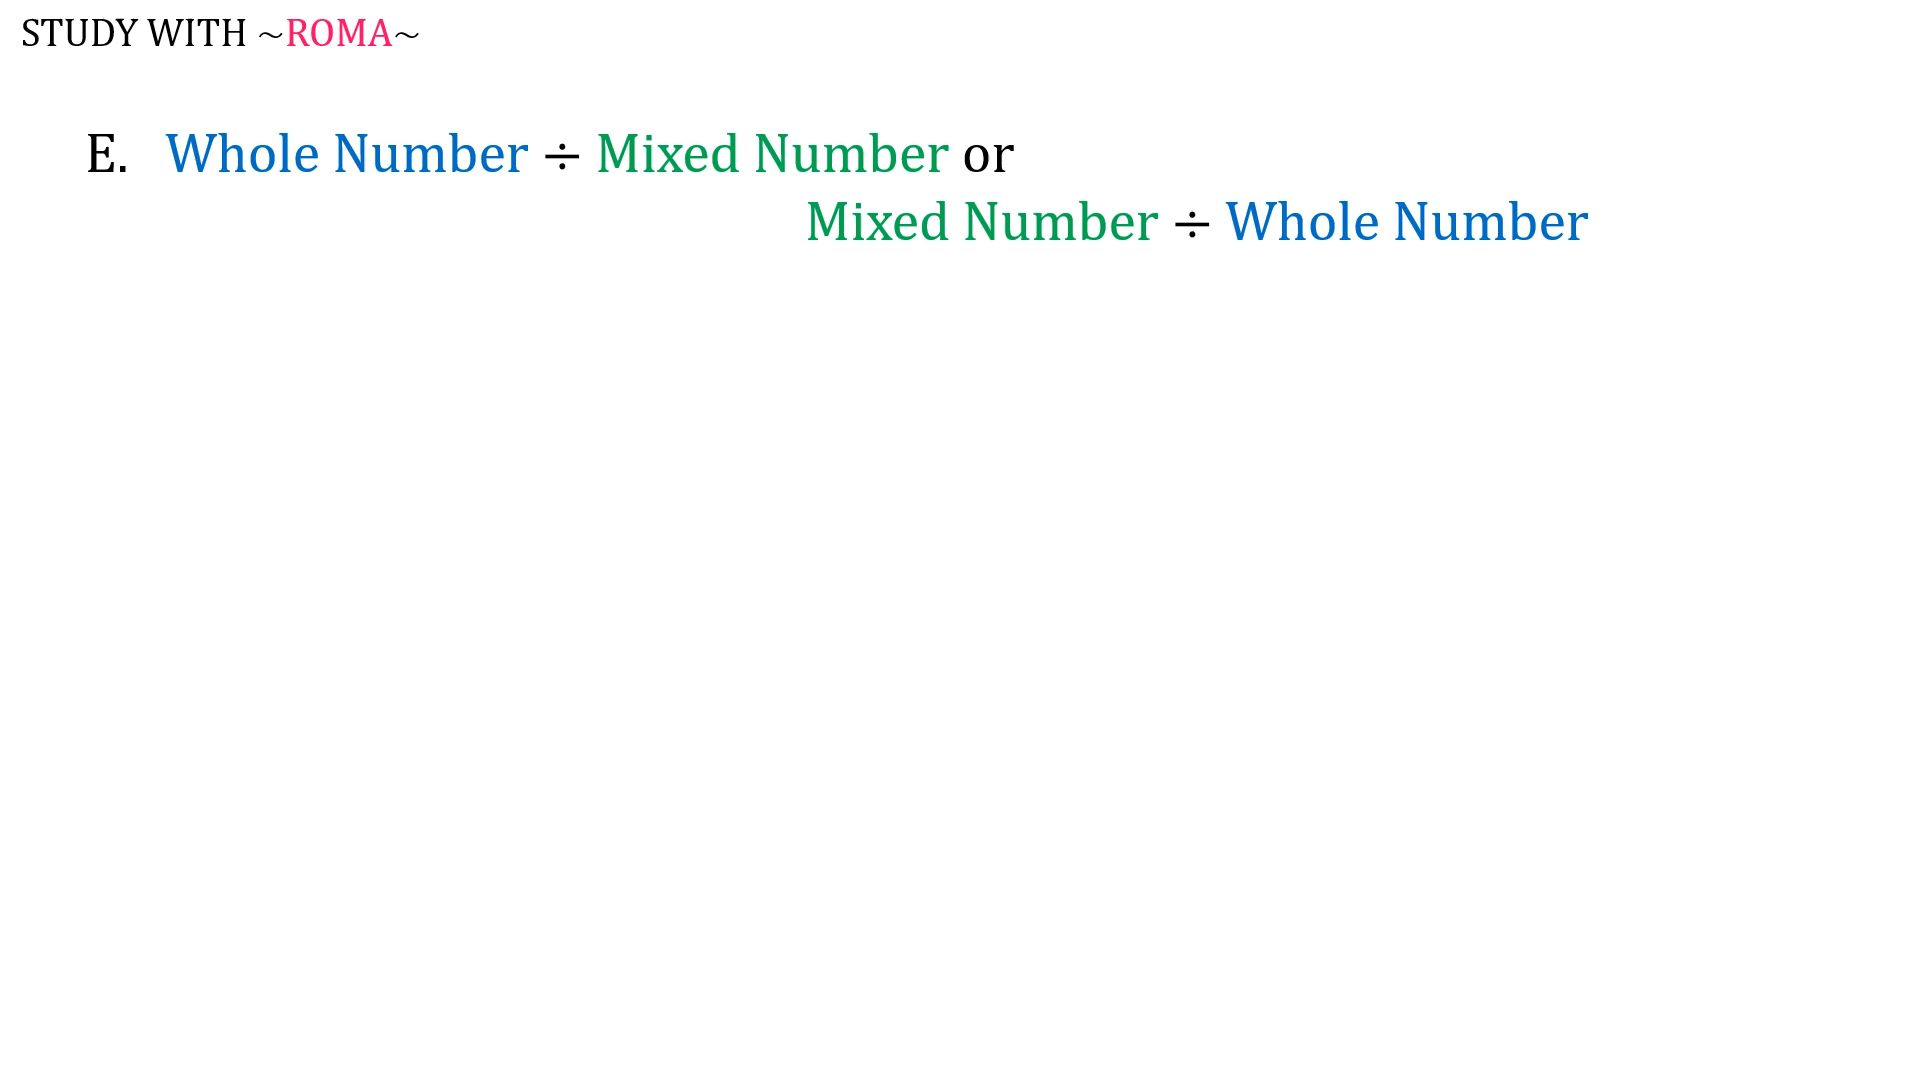 STUDY WITH ~ROMA~
E. Whole Number ÷ Mixed Number or
Mixed Number ÷ Whole Number